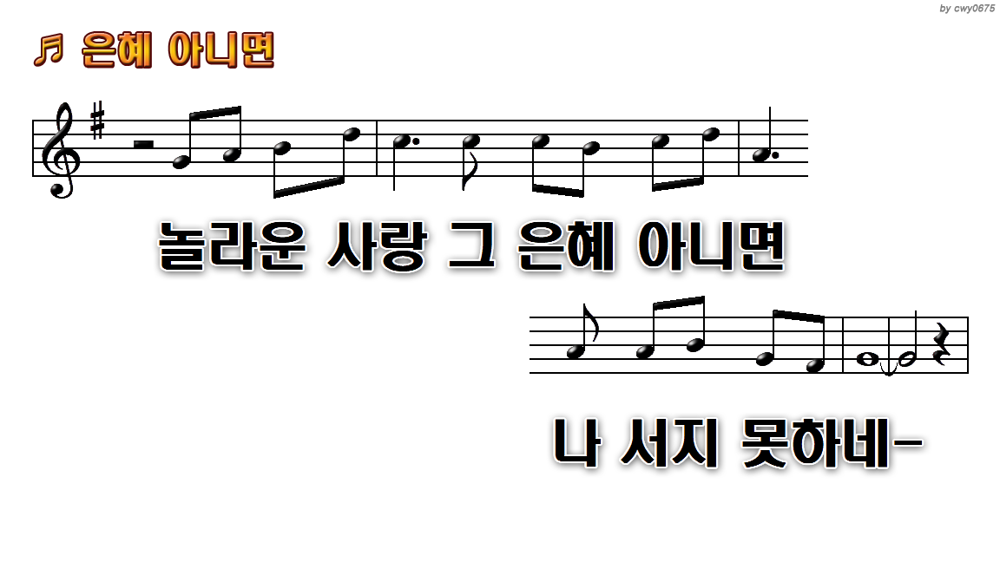 by cwy0675
♬ 은혜 아니면
놀라운 사랑 그 은혜 아니면
나 서지 못하네-